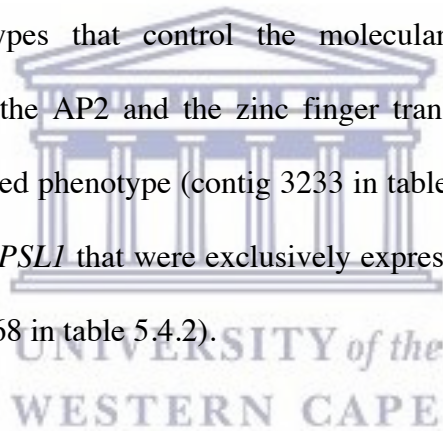 ypes that control the molecular
the AP2 and the zinc finger tran
ed phenotype (contig 3233 in table
PSL1 that were exclusively expres
68 in table 5.4.2).
UNIVERSITY of the
WESTERN CAPE